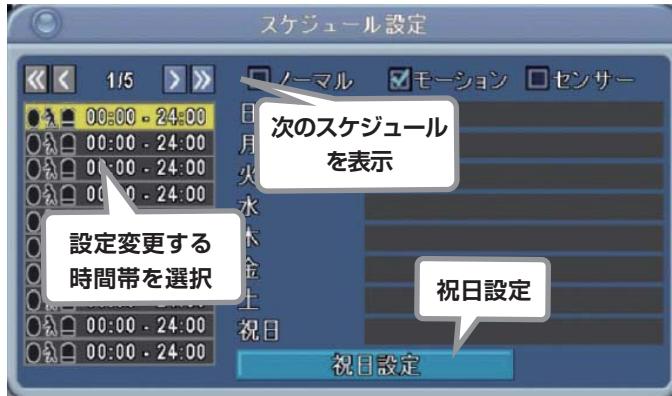 スケジュール設定
1/5
ノーマル モーション センサー
00:00 - 24:00 日
00:00 - 24:00 月
00:00 - 24:00 火
00:00 - 24:00 水
木
金
土
00:00 - 24:00 祝日
00:00 - 24:00
祝日設定
次のスケジュール
を表示
設定変更する
時間帯を選択
祝日設定